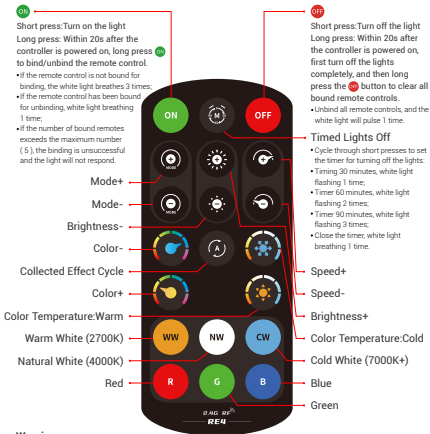 ON
Short press:Turn on the light
Long press: Within 20s after the
controller is powered on, long press ON
to bind/unbind the remote control.
• If the remote control is not bound for
binding, the white light breathes 3 times;
• If the remote control has been bound
for unbinding, white light breathing
1 time;
• If the number of bound remotes
exceeds the maximum number
( 5 ), the binding is unsuccessful
and the light will not respond.
OFF
Short press:Turn off the light
Long press: Within 20s after
the controller is powered on,
first turn off the lights
completely, and then long
press the OFF button to clear all
bound remote controls.
• Unbind all remote controls, and the
white light will pulse 1 time.
Timed Lights Off
• Cycle through short presses to set
the timer for turning off the lights:
• Timing 30 minutes, white light
flashing 1 time;
• Timer 60 minutes, white light
flashing 2 times;
• Timer 90 minutes, white light
flashing 3 times;
• Close the timer, white light
breathing 1 time.
ON
M
OFF
MODE
MODE
A
Mode+
Mode-
Brightness-
Color-
Collected Effect Cycle
Color+
Color Temperature:Warm
Warm White (2700K)
Natural White (4000K)
Red
Speed+
Speed-
Brightness+
Color Temperature:Cold
Cold White (7000K+)
Blue
Green
WW
NW
CW
R
G
B
2.4G RF
RE4